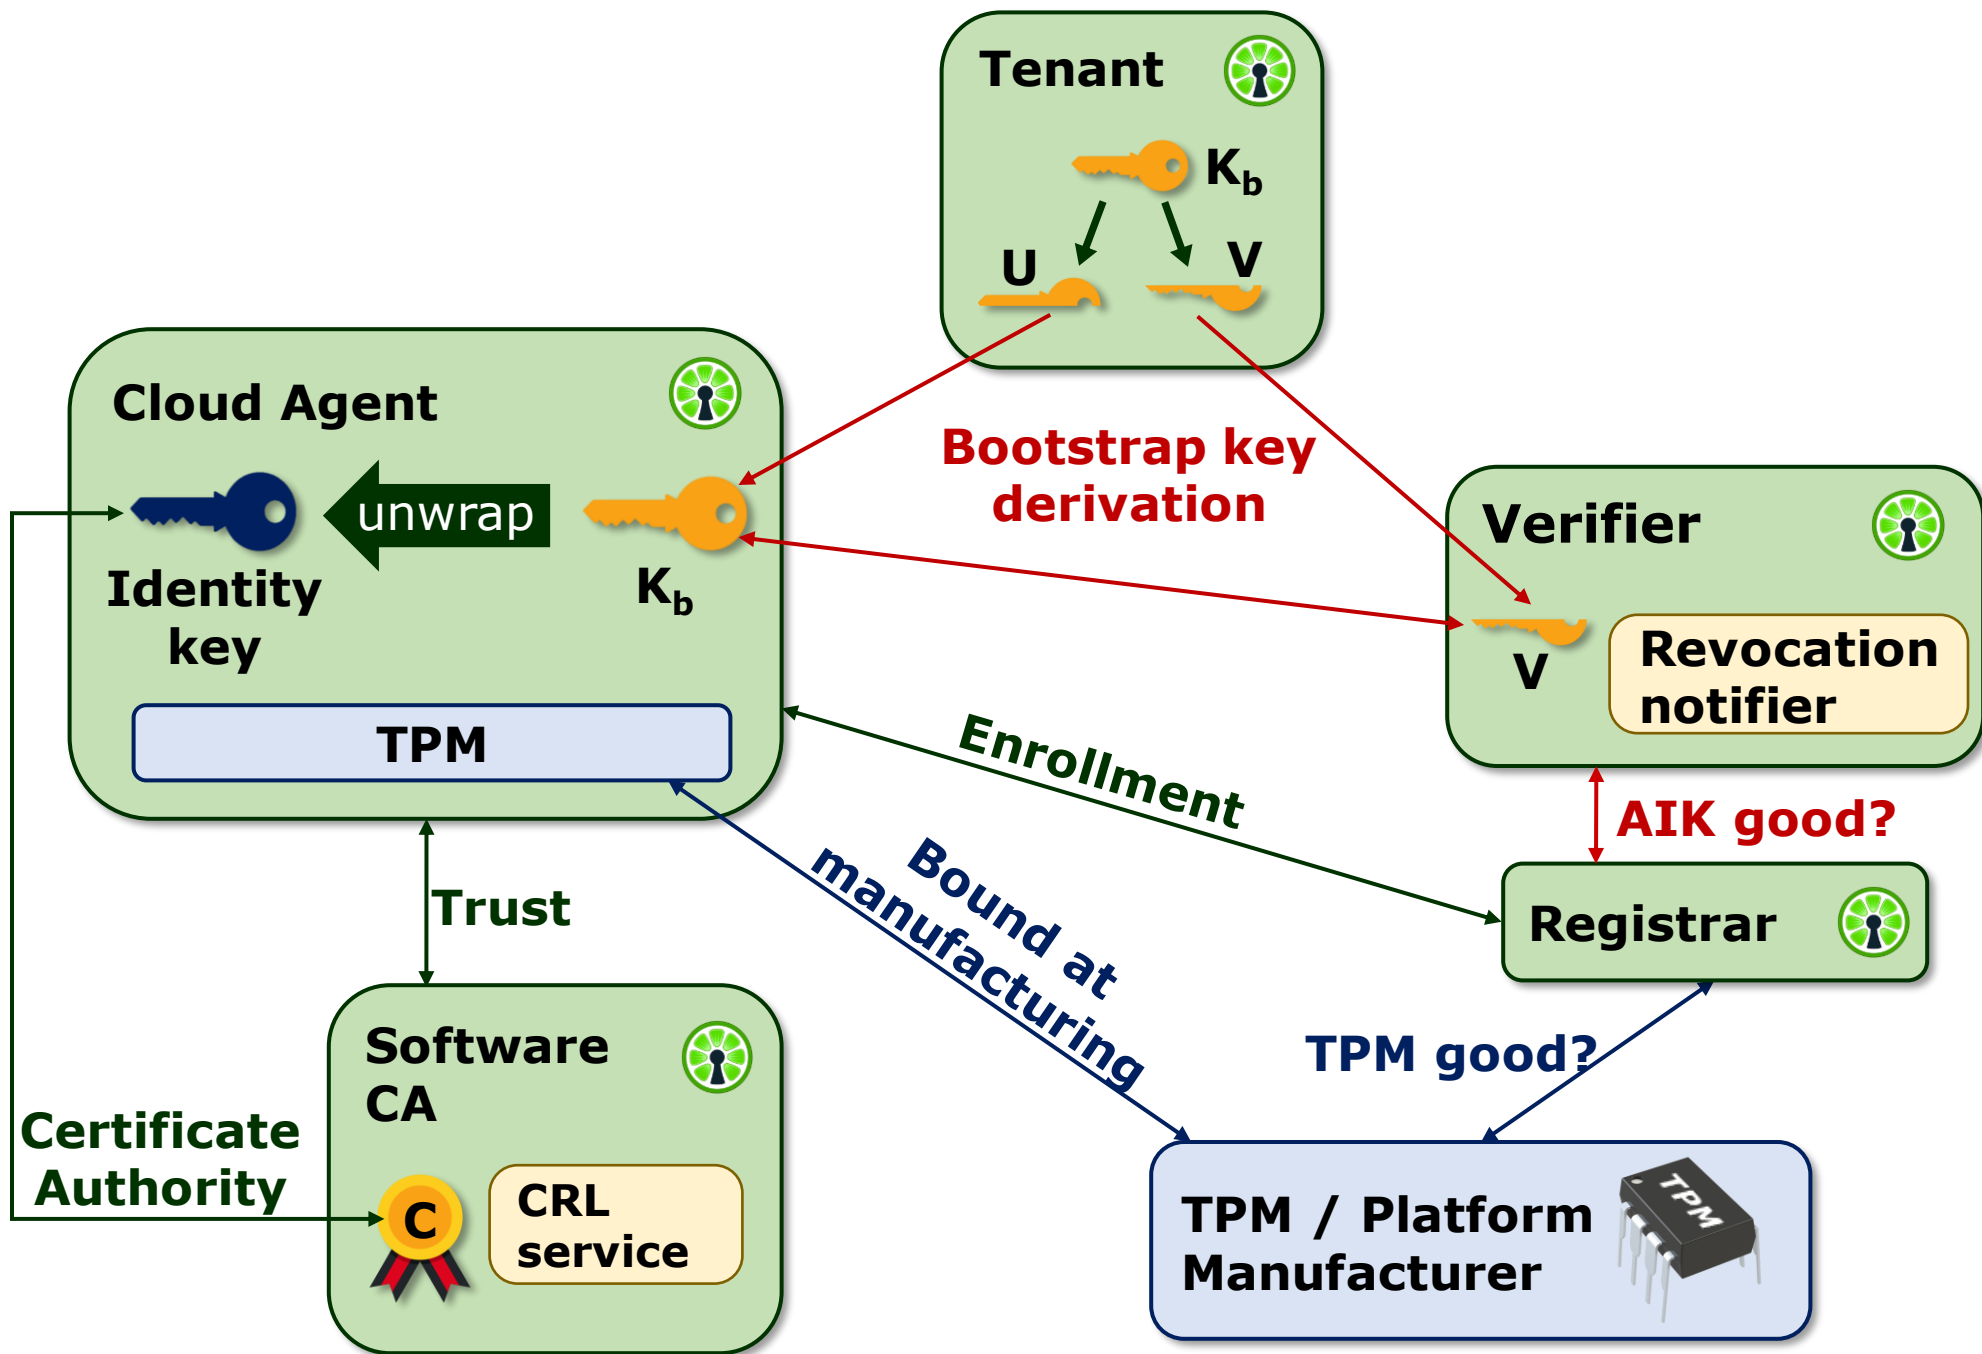 Tenant
Kb
U
V
Cloud Agent
unwrap
Identity
key
Kb
TPM
Bootstrap key
derivation
Verifier
V
Revocation
notifier
Enrollment
AIK good?
Registrar
Bound at
manufacturing
Trust
TPM good?
Software
CA
Certificate
Authority
C
CRL
service
TPM / Platform
Manufacturer
TPM